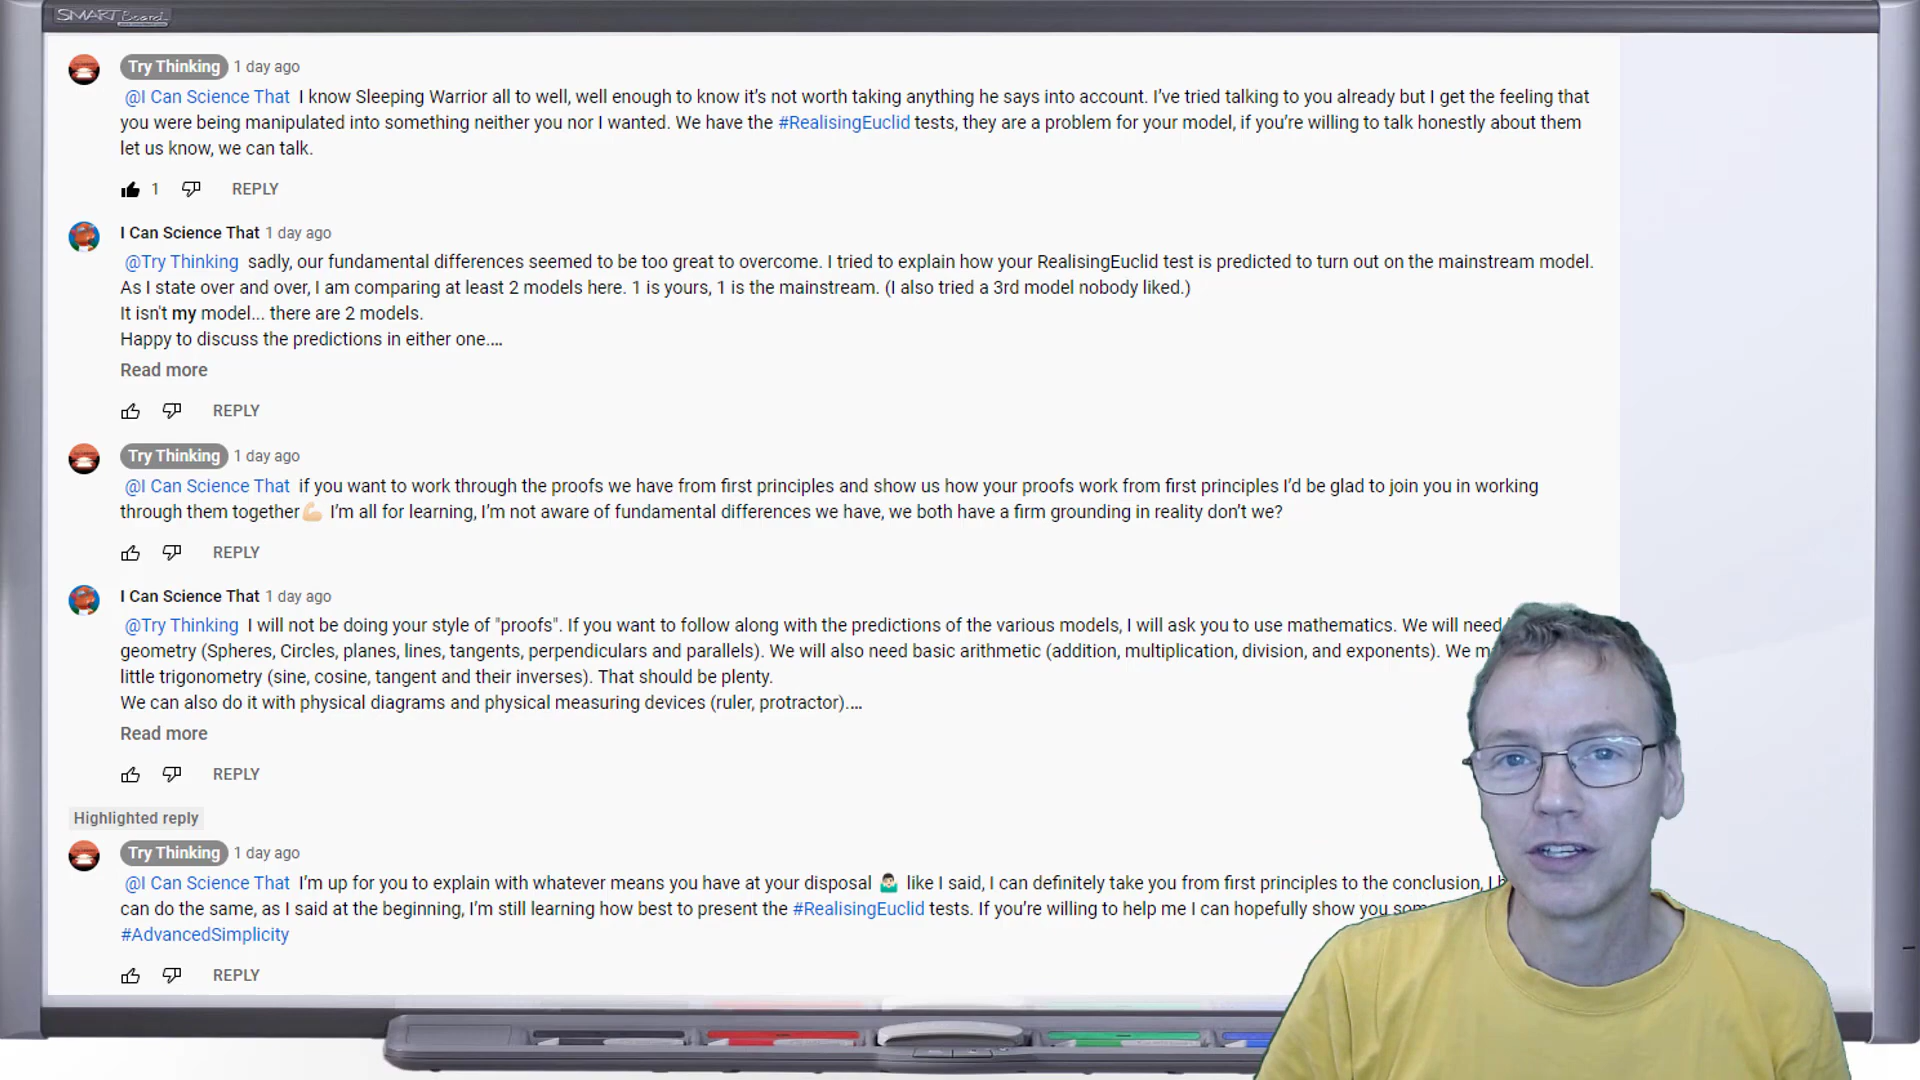 SMART Board
Try Thinking 1 day ago
@I Can Science That I know Sleeping Warrior all to well, well enough to know it's not worth taking anything he says into account. I've tried talking to you already but I get the feeling that
you were being manipulated into something neither you nor I wanted. We have the #RealisingEuclid tests, they are a problem for your model, if you're willing to talk honestly about them
let us know, we can talk.
1 REPLY
I Can Science That 1 day ago
@Try Thinking sadly, our fundamental differences seemed to be too great to overcome. I tried to explain how your RealisingEuclid test is predicted to turn out on the mainstream model.
As I state over and over, I am comparing at least 2 models here. 1 is yours, 1 is the mainstream. (I also tried a 3rd model nobody liked.)
It isn't my model... there are 2 models.
Happy to discuss the predictions in either one....
Read more
REPLY
Try Thinking 1 day ago
@I Can Science That if you want to work through the proofs we have from first principles and show us how your proofs work from first principles I'd be glad to join you in working
through them together💪🏻 I'm all for learning, I'm not aware of fundamental differences we have, we both have a firm grounding in reality don't we?
REPLY
I Can Science That 1 day ago
@Try Thinking I will not be doing your style of "proofs". If you want to follow along with the predictions of the various models, I will ask you to use mathematics. We will need
geometry (Spheres, Circles, planes, lines, tangents, perpendiculars and parallels). We will also need basic arithmetic (addition, multiplication, division, and exponents). We
little trigonometry (sine, cosine, tangent and their inverses). That should be plenty.
We can also do it with physical diagrams and physical measuring devices (ruler, protractor)....
Read more
REPLY
Highlighted reply
Try Thinking 1 day ago
@I Can Science That I'm up for you to explain with whatever means you have at your disposal 🤷🏻‍♂️ like I said, I can definitely take you from first principles to the conclusion, I
can do the same, as I said at the beginning, I'm still learning how best to present the #RealisingEuclid tests. If you're willing to help me I can hopefully show you
#AdvancedSimplicity
REPLY